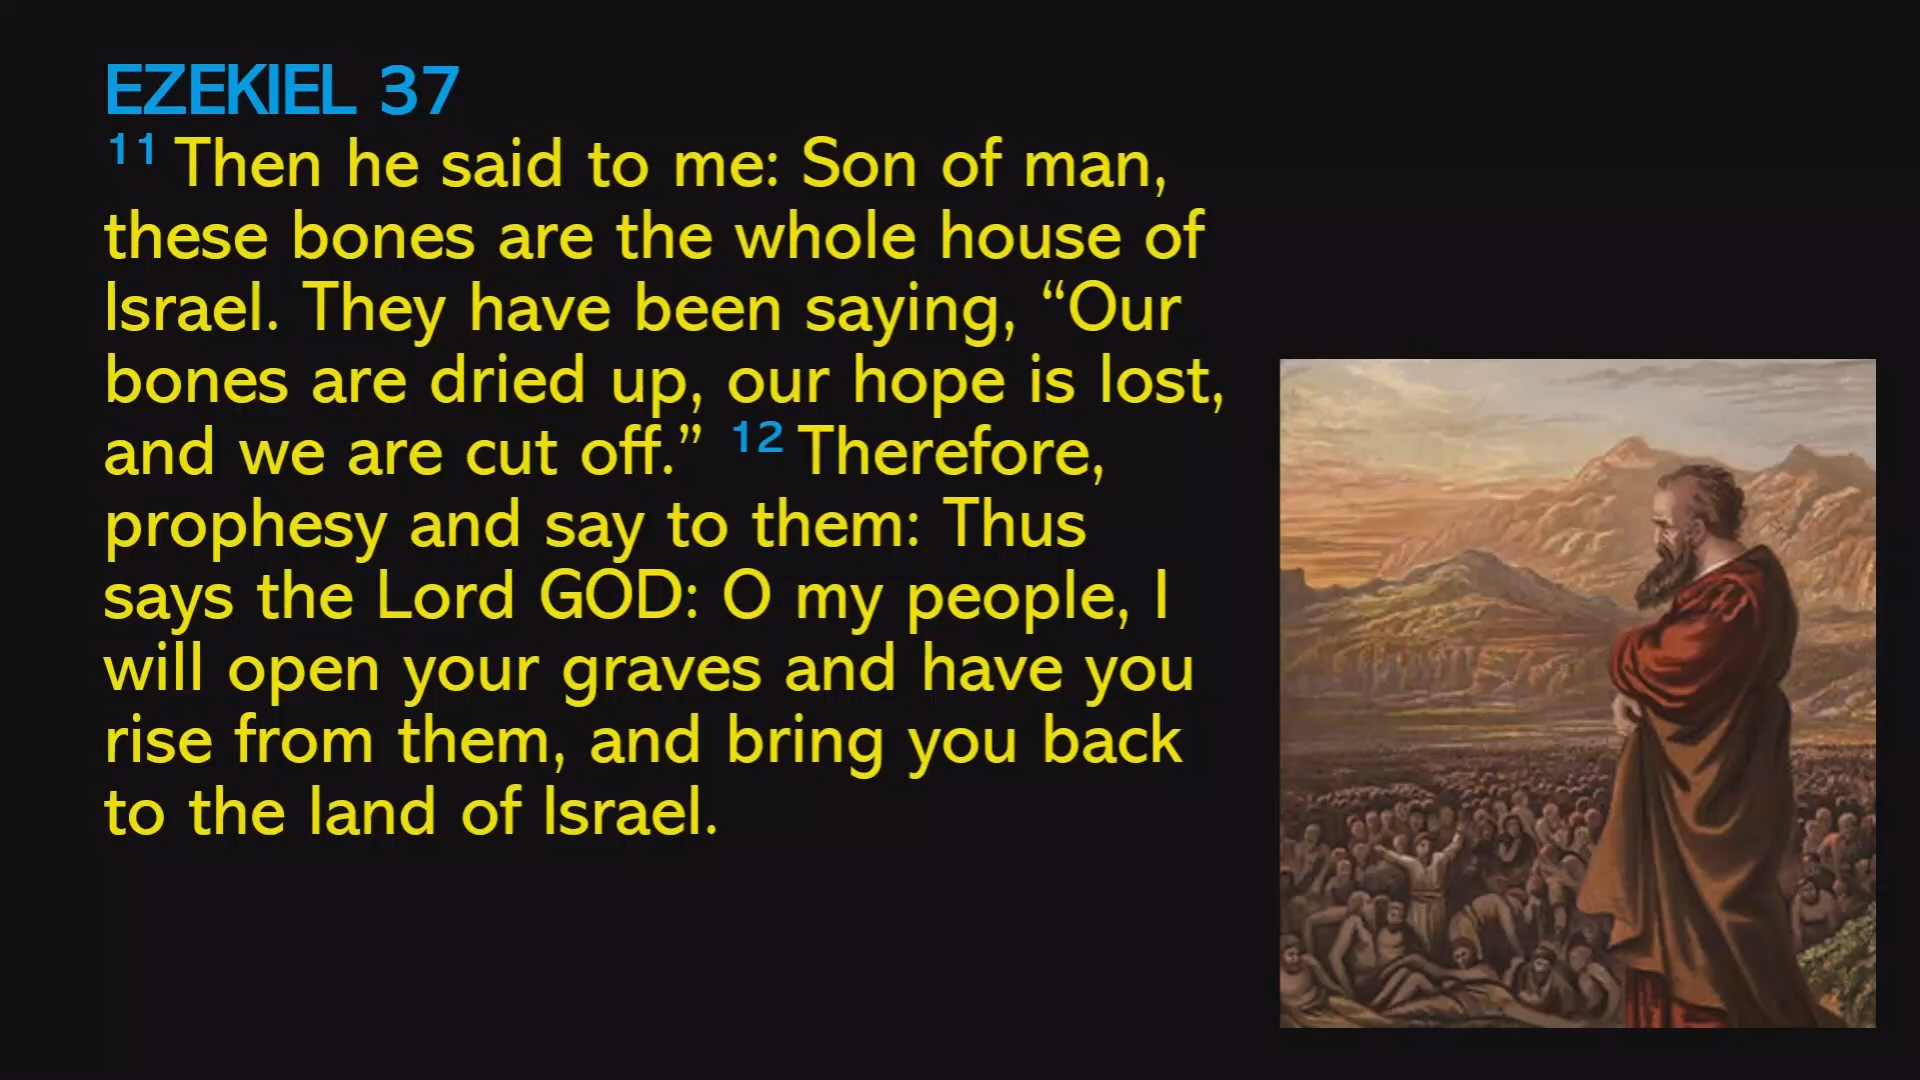 EZEKIEL 37
11 Then he said to me: Son of man,
these bones are the whole house of
Israel. They have been saying, “Our
bones are dried up, our hope is lost,
and we are cut off.” 12 Therefore,
prophesy and say to them: Thus
says the Lord GOD: O my people, I
will open your graves and have you
rise from them, and bring you back
to the land of Israel.